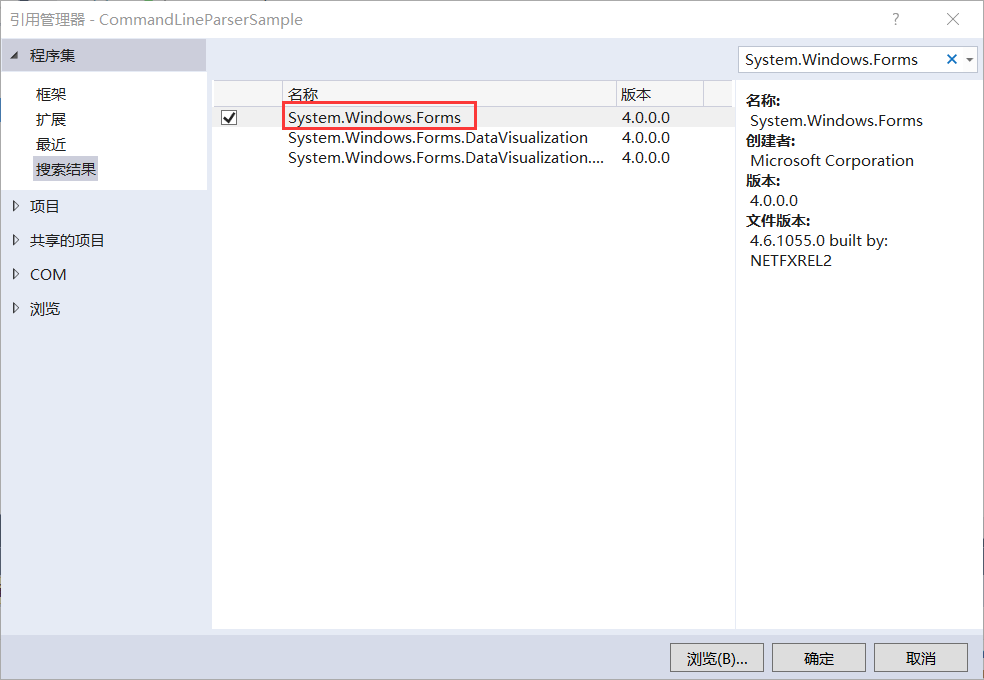 引用管理器 - CommandLineParserSample
?
程序集
框架
扩展
最近
搜索结果
项目
共享的项目
COM
浏览
名称 版本
System.Windows.Forms 4.0.0.0
System.Windows.Forms.DataVisualization 4.0.0.0
System.Windows.Forms.DataVisualization.... 4.0.0.0
System.Windows.Forms
名称:
System.Windows.Forms
创建者:
Microsoft Corporation
版本:
4.0.0.0
文件版本:
4.6.1055.0 built by:
NETFXREL2
浏览(B)... 确定 取消